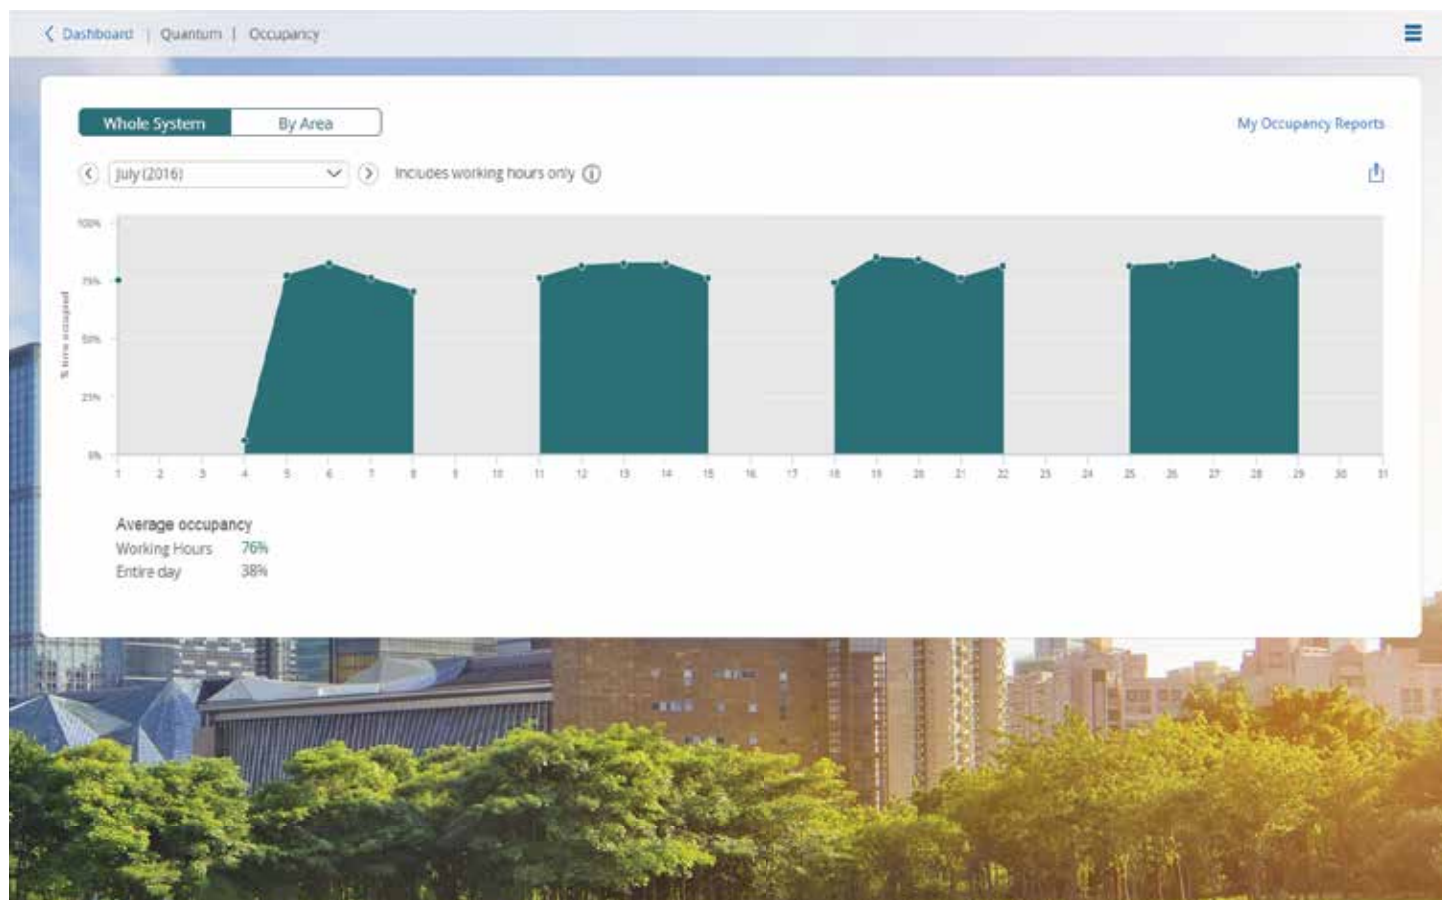 Dashboard | Quantum | Occupancy
Whole System By Area
My Occupancy Reports
July (2016)
Includes working hours only
100%
75%
50%
25%
0%
% time occupied
1 2 3 4 5 6 7 8 9 10 11 12 13 14 15 16 17 18 19 20 21 22 23 24 25 26 27 28 29 30 31
Average occupancy
Working Hours 76%
Entire day 38%